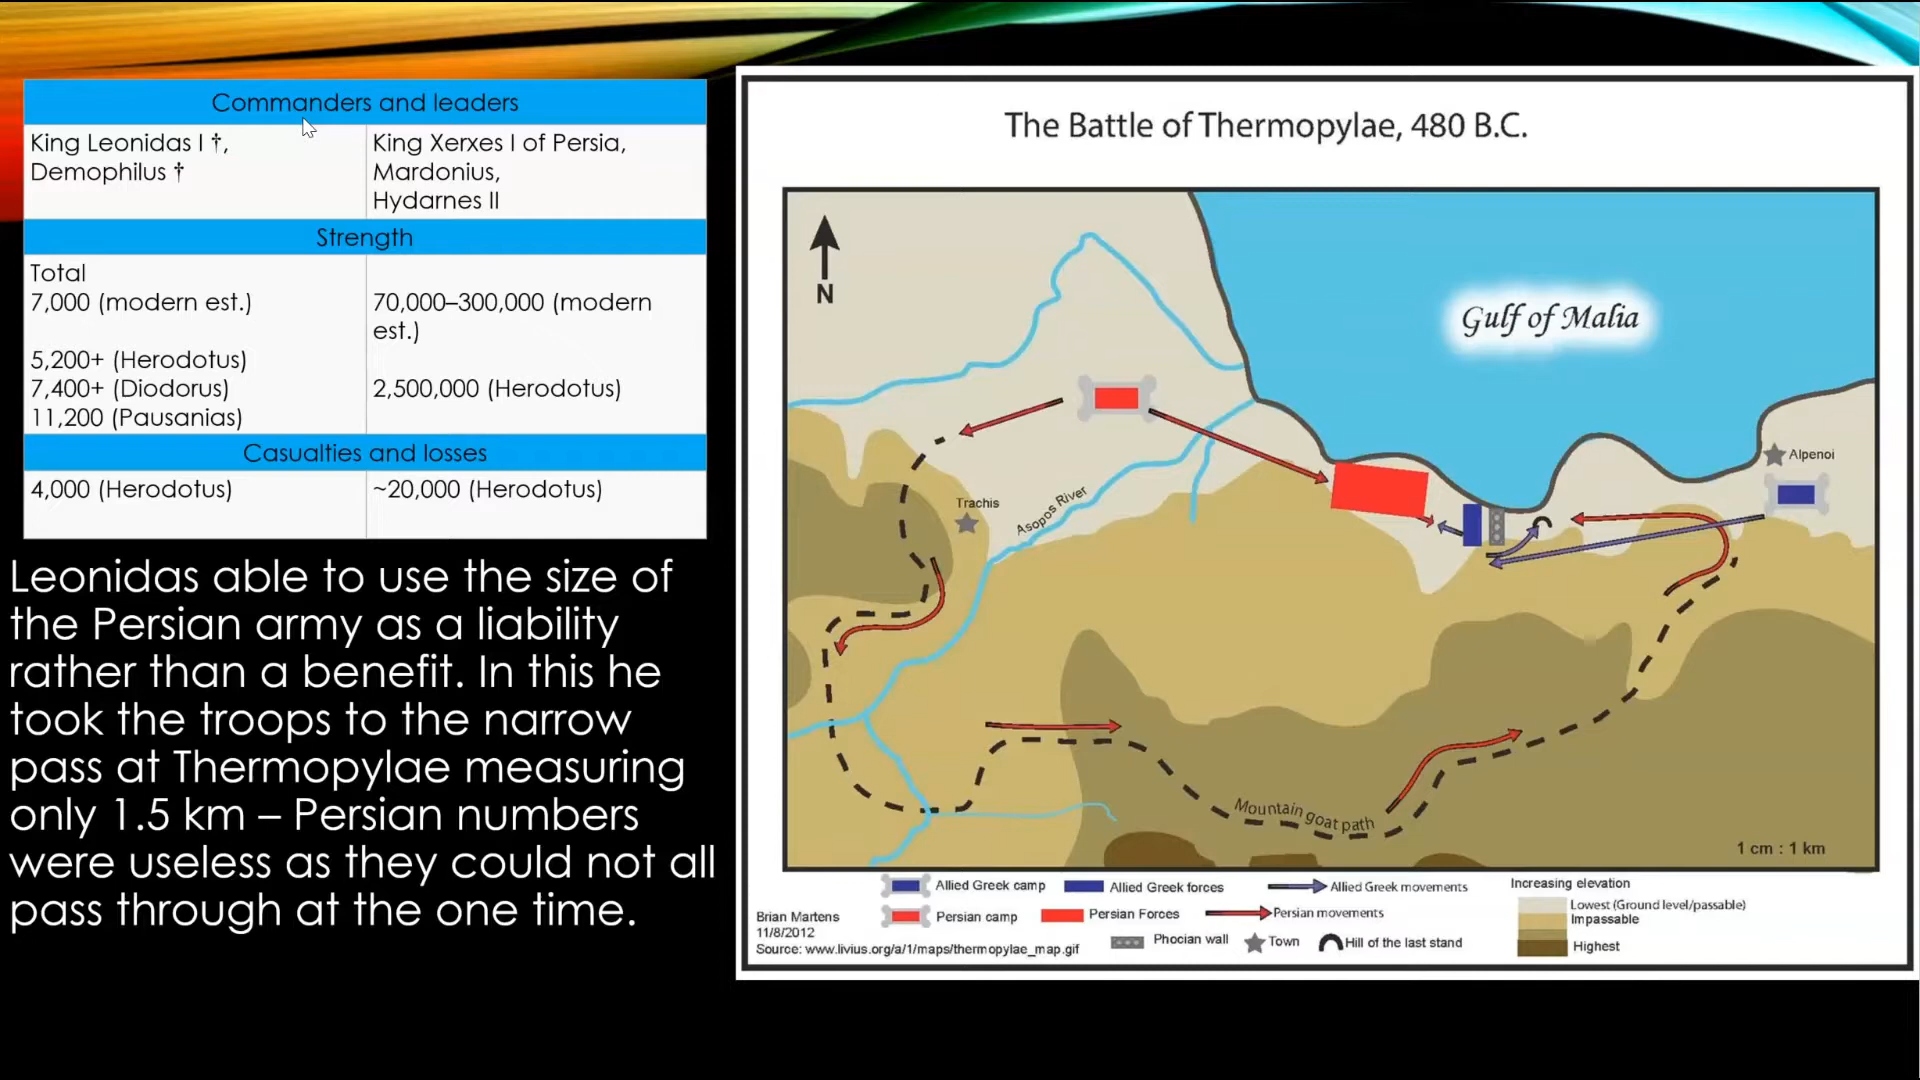 Commanders and leaders
King Leonidas I †,
Demophilus †
King Xerxes I of Persia,
Mardonius,
Hydarnes II
Strength
Total
7,000 (modern est.)
5,200+ (Herodotus)
7,400+ (Diodorus)
11,200 (Pausanias)
70,000–300,000 (modern
est.)
2,500,000 (Herodotus)
Casualties and losses
4,000 (Herodotus)
~20,000 (Herodotus)
Leonidas able to use the size of
the Persian army as a liability
rather than a benefit. In this he
took the troops to the narrow
pass at Thermopylae measuring
only 1.5 km – Persian numbers
were useless as they could not all
pass through at the one time.
The Battle of Thermopylae, 480 B.C.
N
Gulf of Malia
Alpenoi
Trachis
Asopos River
Mountain goat path
1 cm : 1 km
Allied Greek camp
Allied Greek forces
Allied Greek movements
Persian camp
Persian Forces
Persian movements
Phocian wall
Town
Hill of the last stand
Increasing elevation
Lowest (Ground level/passable)
Impassable
Highest
Brian Martens
11/8/2012
Source: www.livius.org/a/1/maps/thermopylae_map.gif